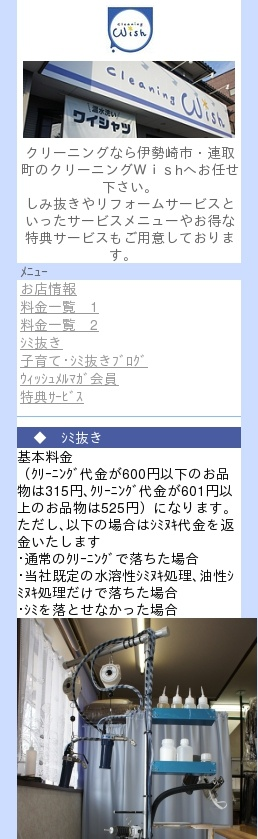 Cleaning
Wish
Cleaning Wish
温水洗い
ワイシャツ
クリーニングなら伊勢崎市・連取
町のクリーニングＷｉｓｈへお任せ
下さい。
しみ抜きやリフォームサービスと
いったサービスメニューやお得な
特典サービスもご用意しておりま
す。
ﾒﾆｭｰ
お店情報
料金一覧　1
料金一覧　2
ｼﾐ抜き
子育て･ｼﾐ抜きﾌﾞﾛｸﾞ
ｳｨｯｼｭﾒﾙﾏｶﾞ会員
特典ｻｰﾋﾞｽ
◆　ｼﾐ抜き
基本料金
（ｸﾘｰﾆﾝｸﾞ代金が600円以下のお品
物は315円､ｸﾘｰﾆﾝｸﾞ代金が601円以
上のお品物は525円）になります。
ただし､以下の場合はｼﾐﾇｷ代金を返
金いたします
･通常のｸﾘｰﾆﾝｸﾞで落ちた場合
･当社既定の水溶性ｼﾐﾇｷ処理､油性ｼ
ﾐﾇｷ処理だけで落ちた場合
･ｼﾐを落とせなかった場合